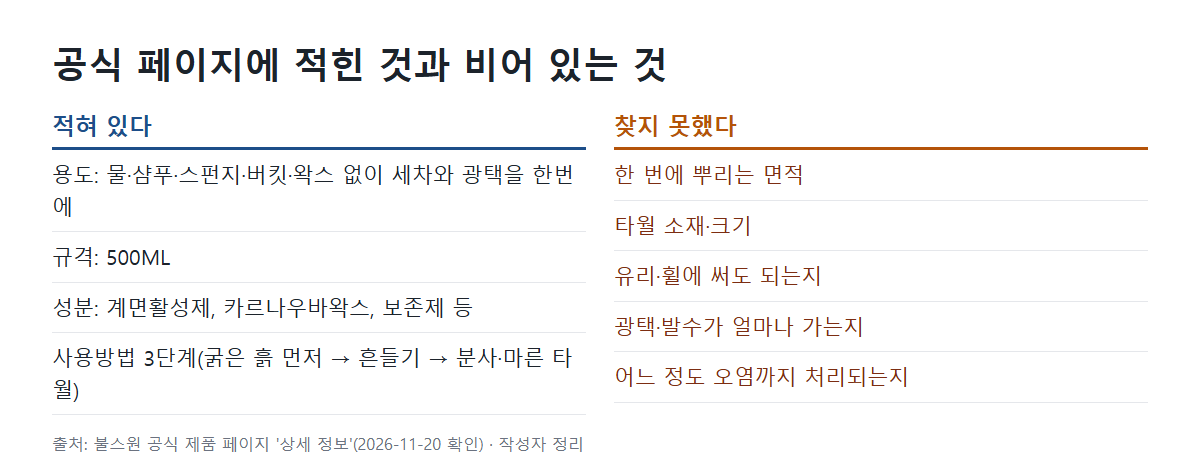 공식 페이지에 적힌 것과 비어 있는 것
적혀 있다
용도: 물·샴푸·스펀지·버킷·왁스 없이 세차와 광택을 한번
에
규격: 500ML
성분: 계면활성제, 카르나우바왁스, 보존제 등
사용방법 3단계(굵은 흙 먼저 → 흔들기 → 분사·마른 타
월)
찾지 못했다
한 번에 뿌리는 면적
타월 소재·크기
유리·휠에 써도 되는지
광택·발수가 얼마나 가는지
어느 정도 오염까지 처리되는지
출처: 불스원 공식 제품 페이지 '상세 정보'(2026-11-20 확인) · 작성자 정리